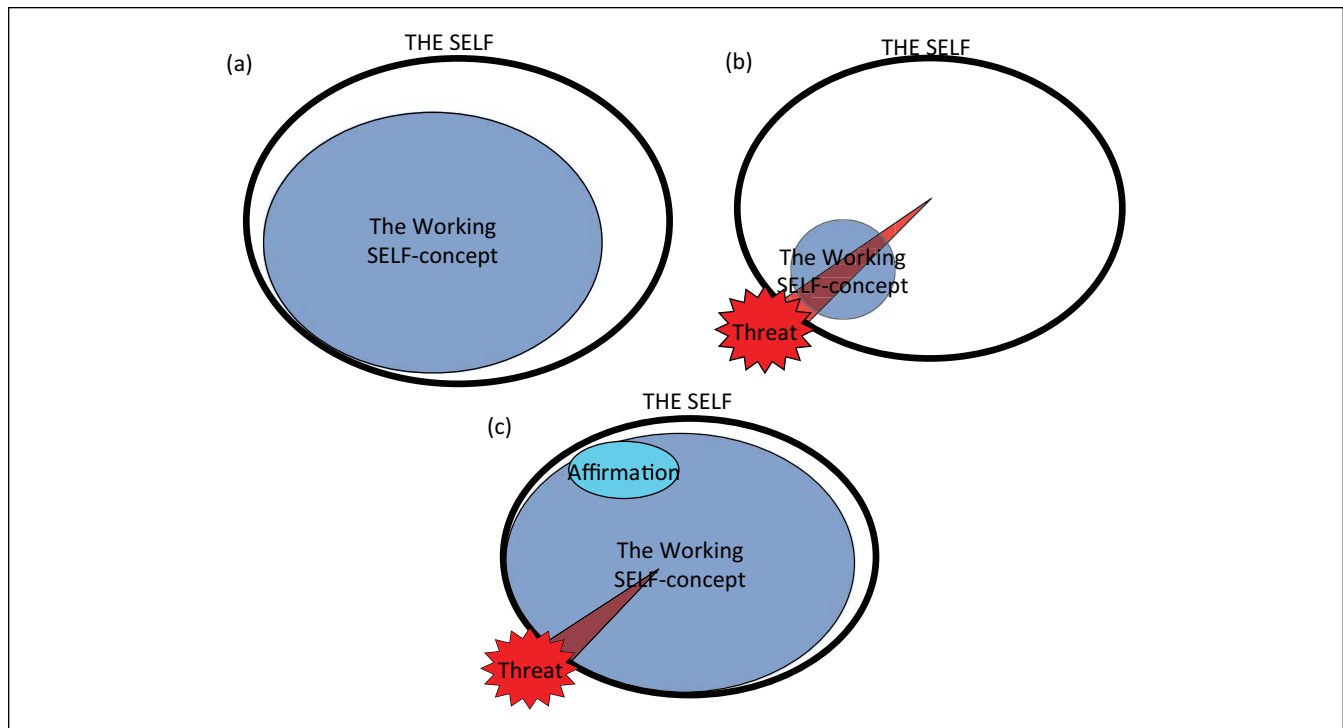 (a)
THE SELF
The Working
SELF-concept
(b)
THE SELF
The Working
SELF-concept
Threat
(c)
THE SELF
Affirmation
The Working
SELF-concept
Threat